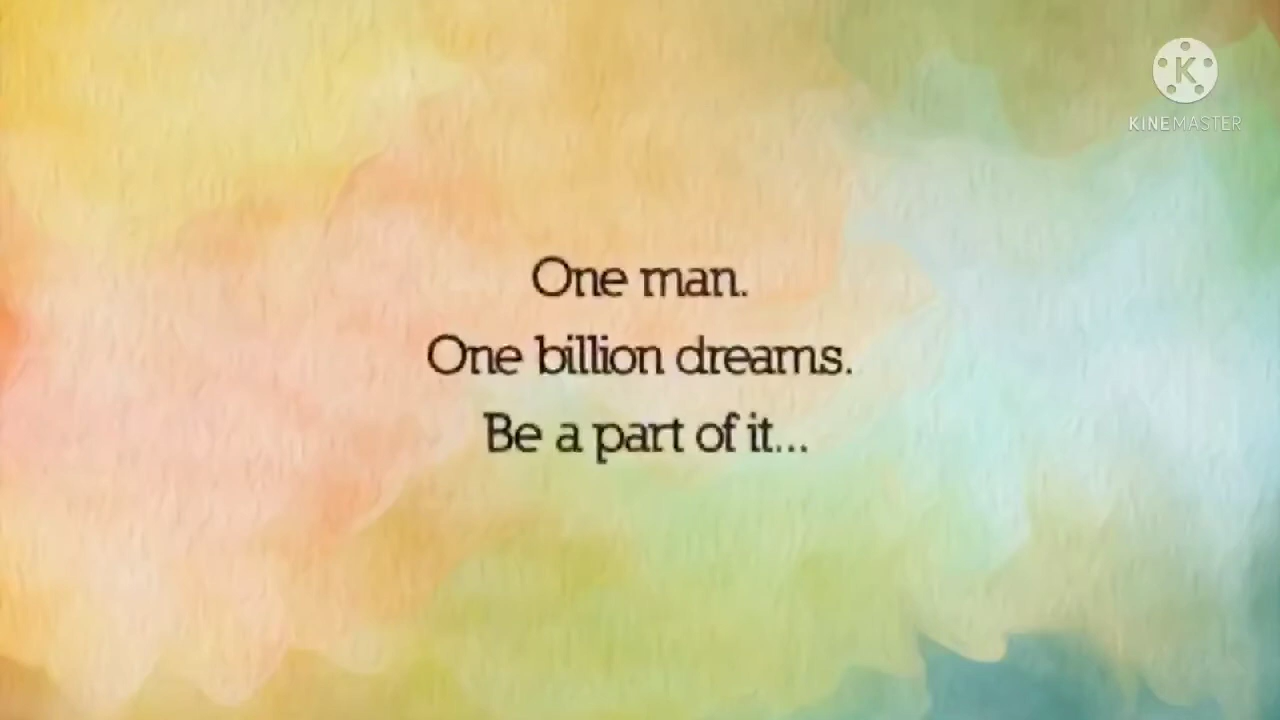 KINEMASTER
One man.
One billion dreams.
Be a part of it...